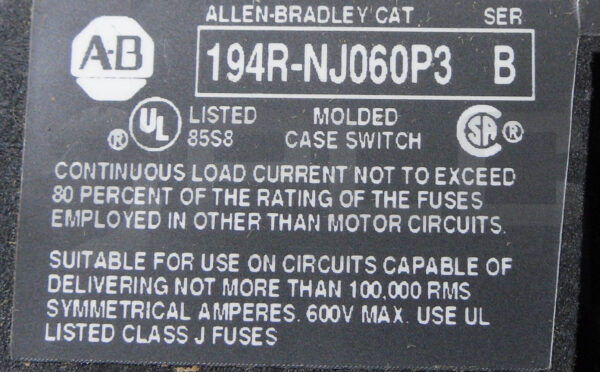 ALLEN-BRADLEY CAT SER
A-B
194R-NJ060P3 B
UL ® LISTED 85S8
MOLDED CASE SWITCH
SA ®
CONTINUOUS LOAD CURRENT NOT TO EXCEED
80 PERCENT OF THE RATING OF THE FUSES
EMPLOYED IN OTHER THAN MOTOR CIRCUITS.
SUITABLE FOR USE ON CIRCUITS CAPABLE OF
DELIVERING NOT MORE THAN 100,000 RMS
SYMMETRICAL AMPERES. 600V MAX. USE UL
LISTED CLASS J FUSES